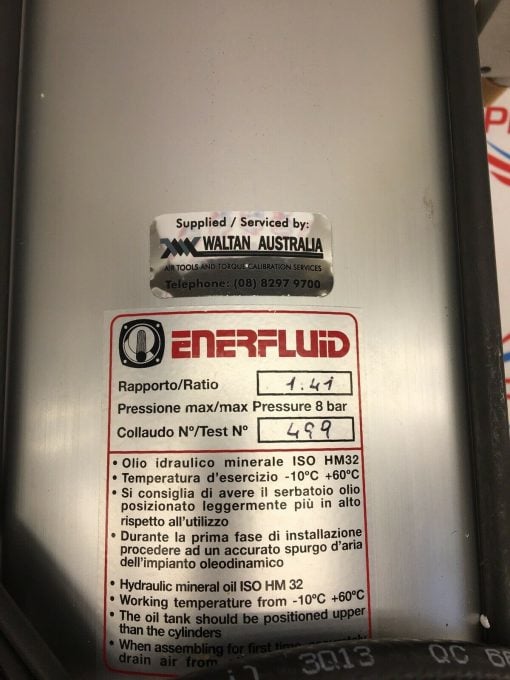 Supplied / Serviced by:
WALTAN AUSTRALIA
AIR TOOLS AND TORQUE CALIBRATION SERVICES
Telephone: (08) 8297 9700
ENERFLUID
Rapporto/Ratio 1.41
Pressione max/max Pressure 8 bar
Collaudo Nº/Test Nº 499
• Olio idraulico minerale ISO HM32
• Temperatura d'esercizio -10°C +60°C
• Si consiglia di avere il serbatoio olio
posizionato leggermente più in alto
rispetto all'utilizzo
• Durante la prima fase di installazione
procedere ad un accurato spurgo d'aria
dell'impianto oleodinamico
• Hydraulic mineral oil ISO HM 32
• Working temperature from -10°C +60°C
• The oil tank should be positioned upper
than the cylinders
• When assembling for first time
drain air from
3Q13 QC